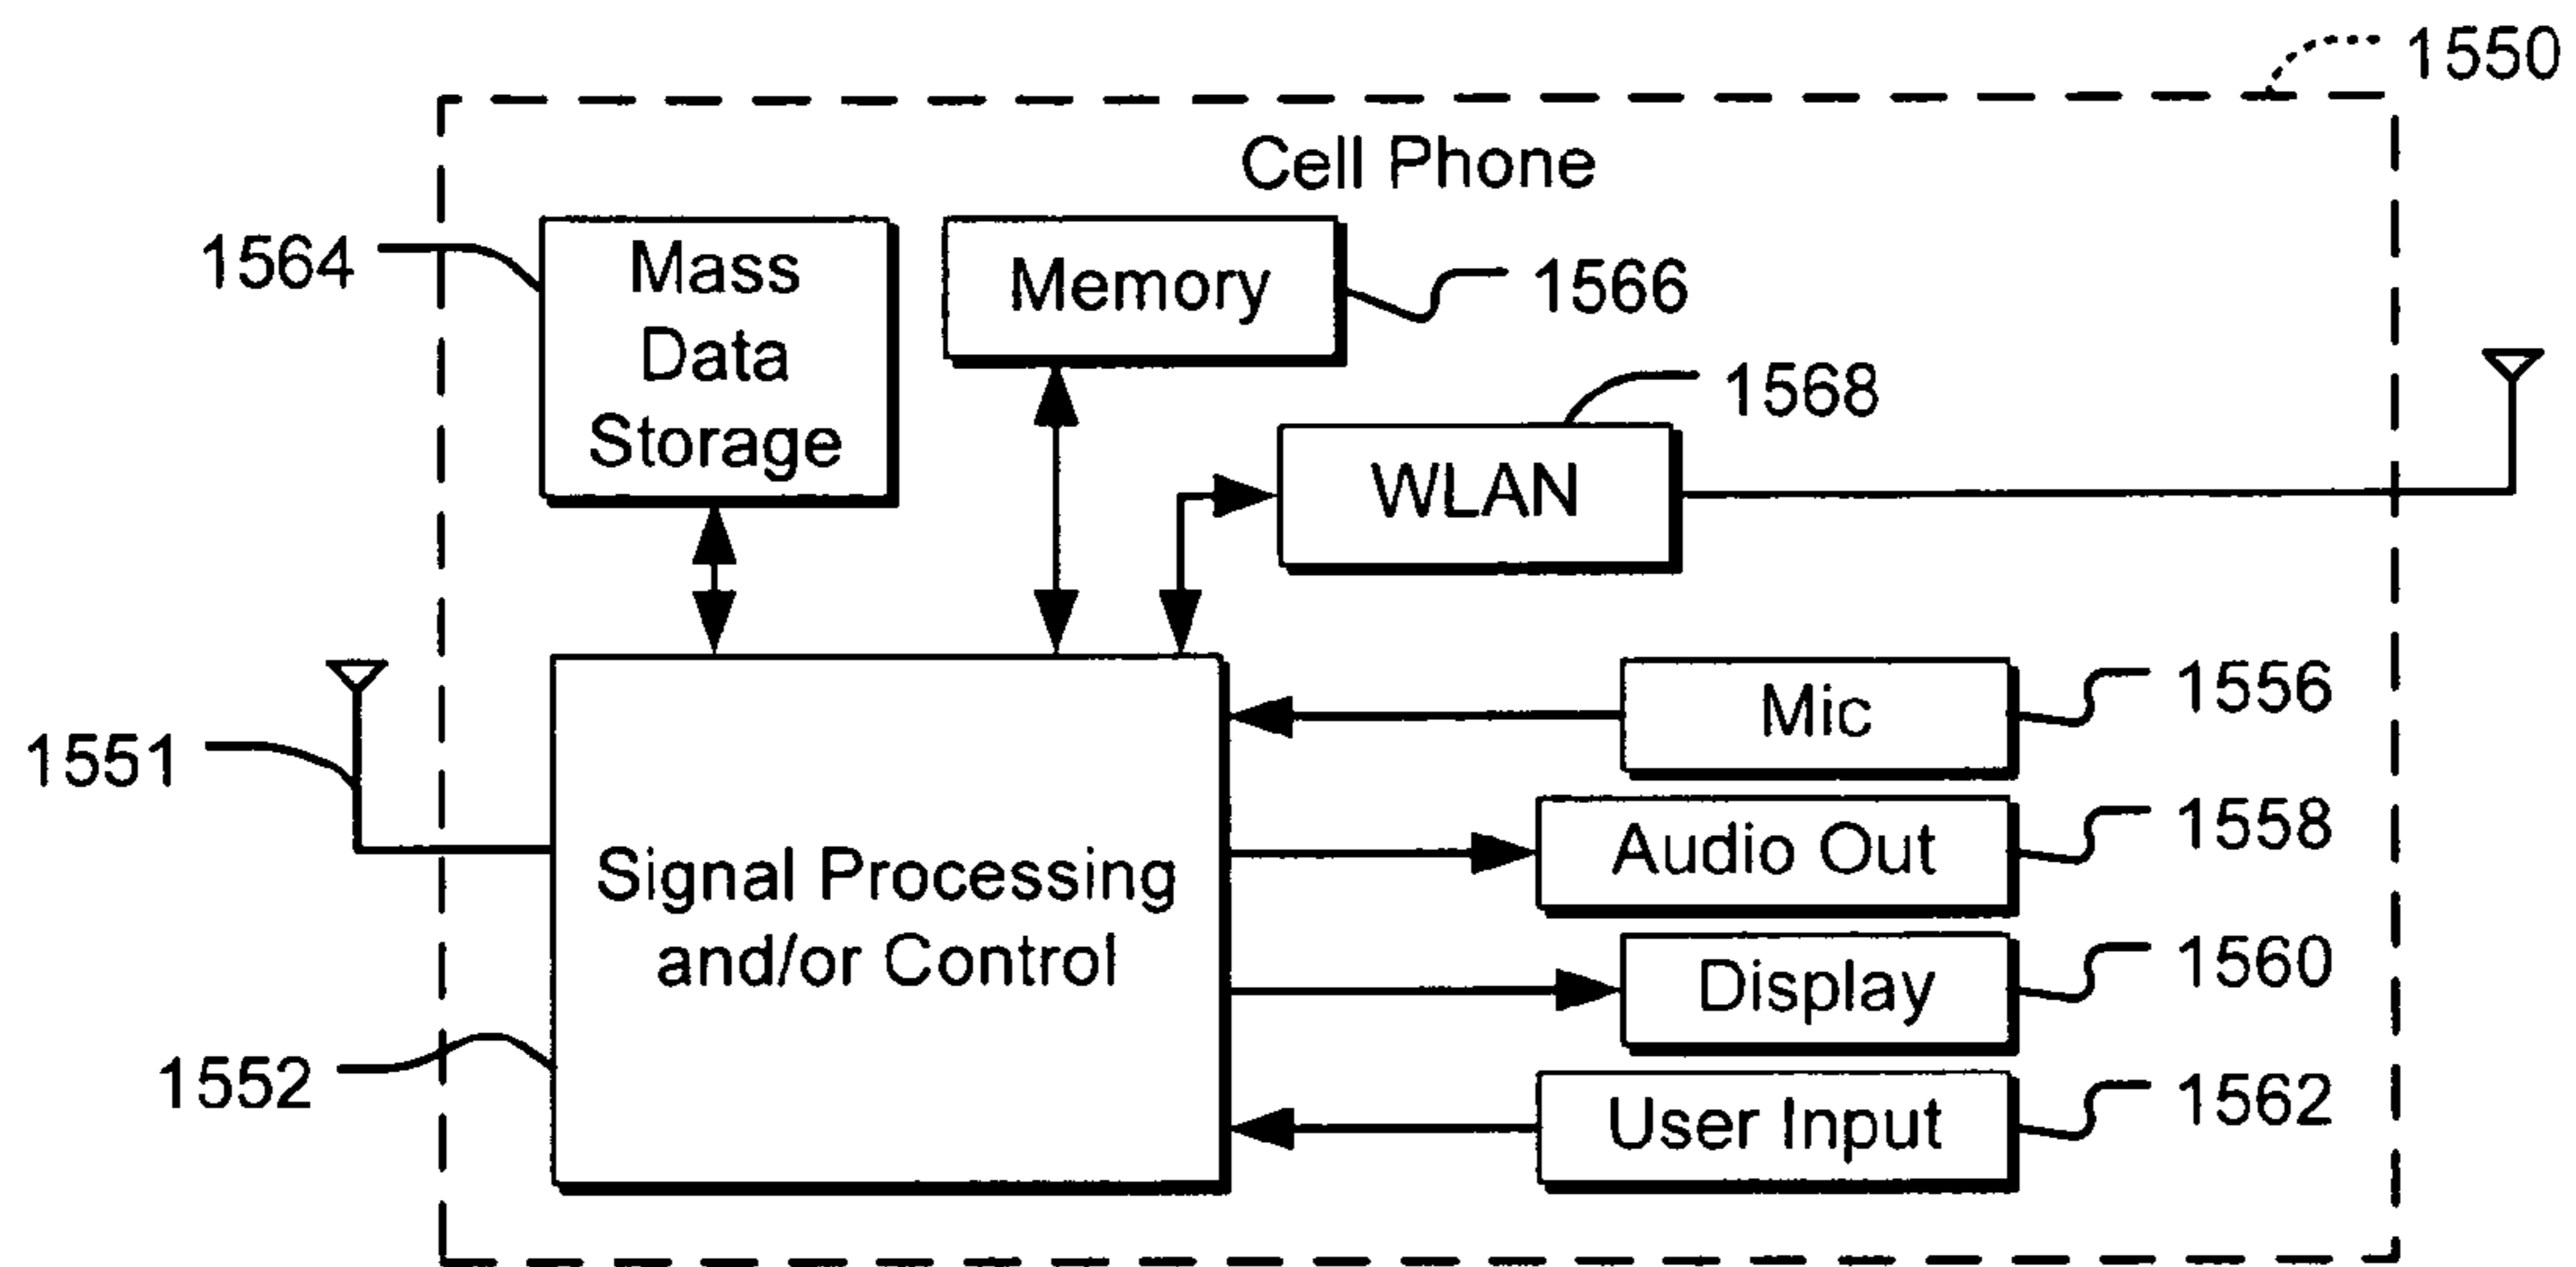 1550
Cell Phone
1564
Mass
Data
Storage
Memory
1566
1568
WLAN
1551
1552
Signal Processing
and/or Control
Mic
1556
Audio Out
1558
Display
1560
User Input
1562